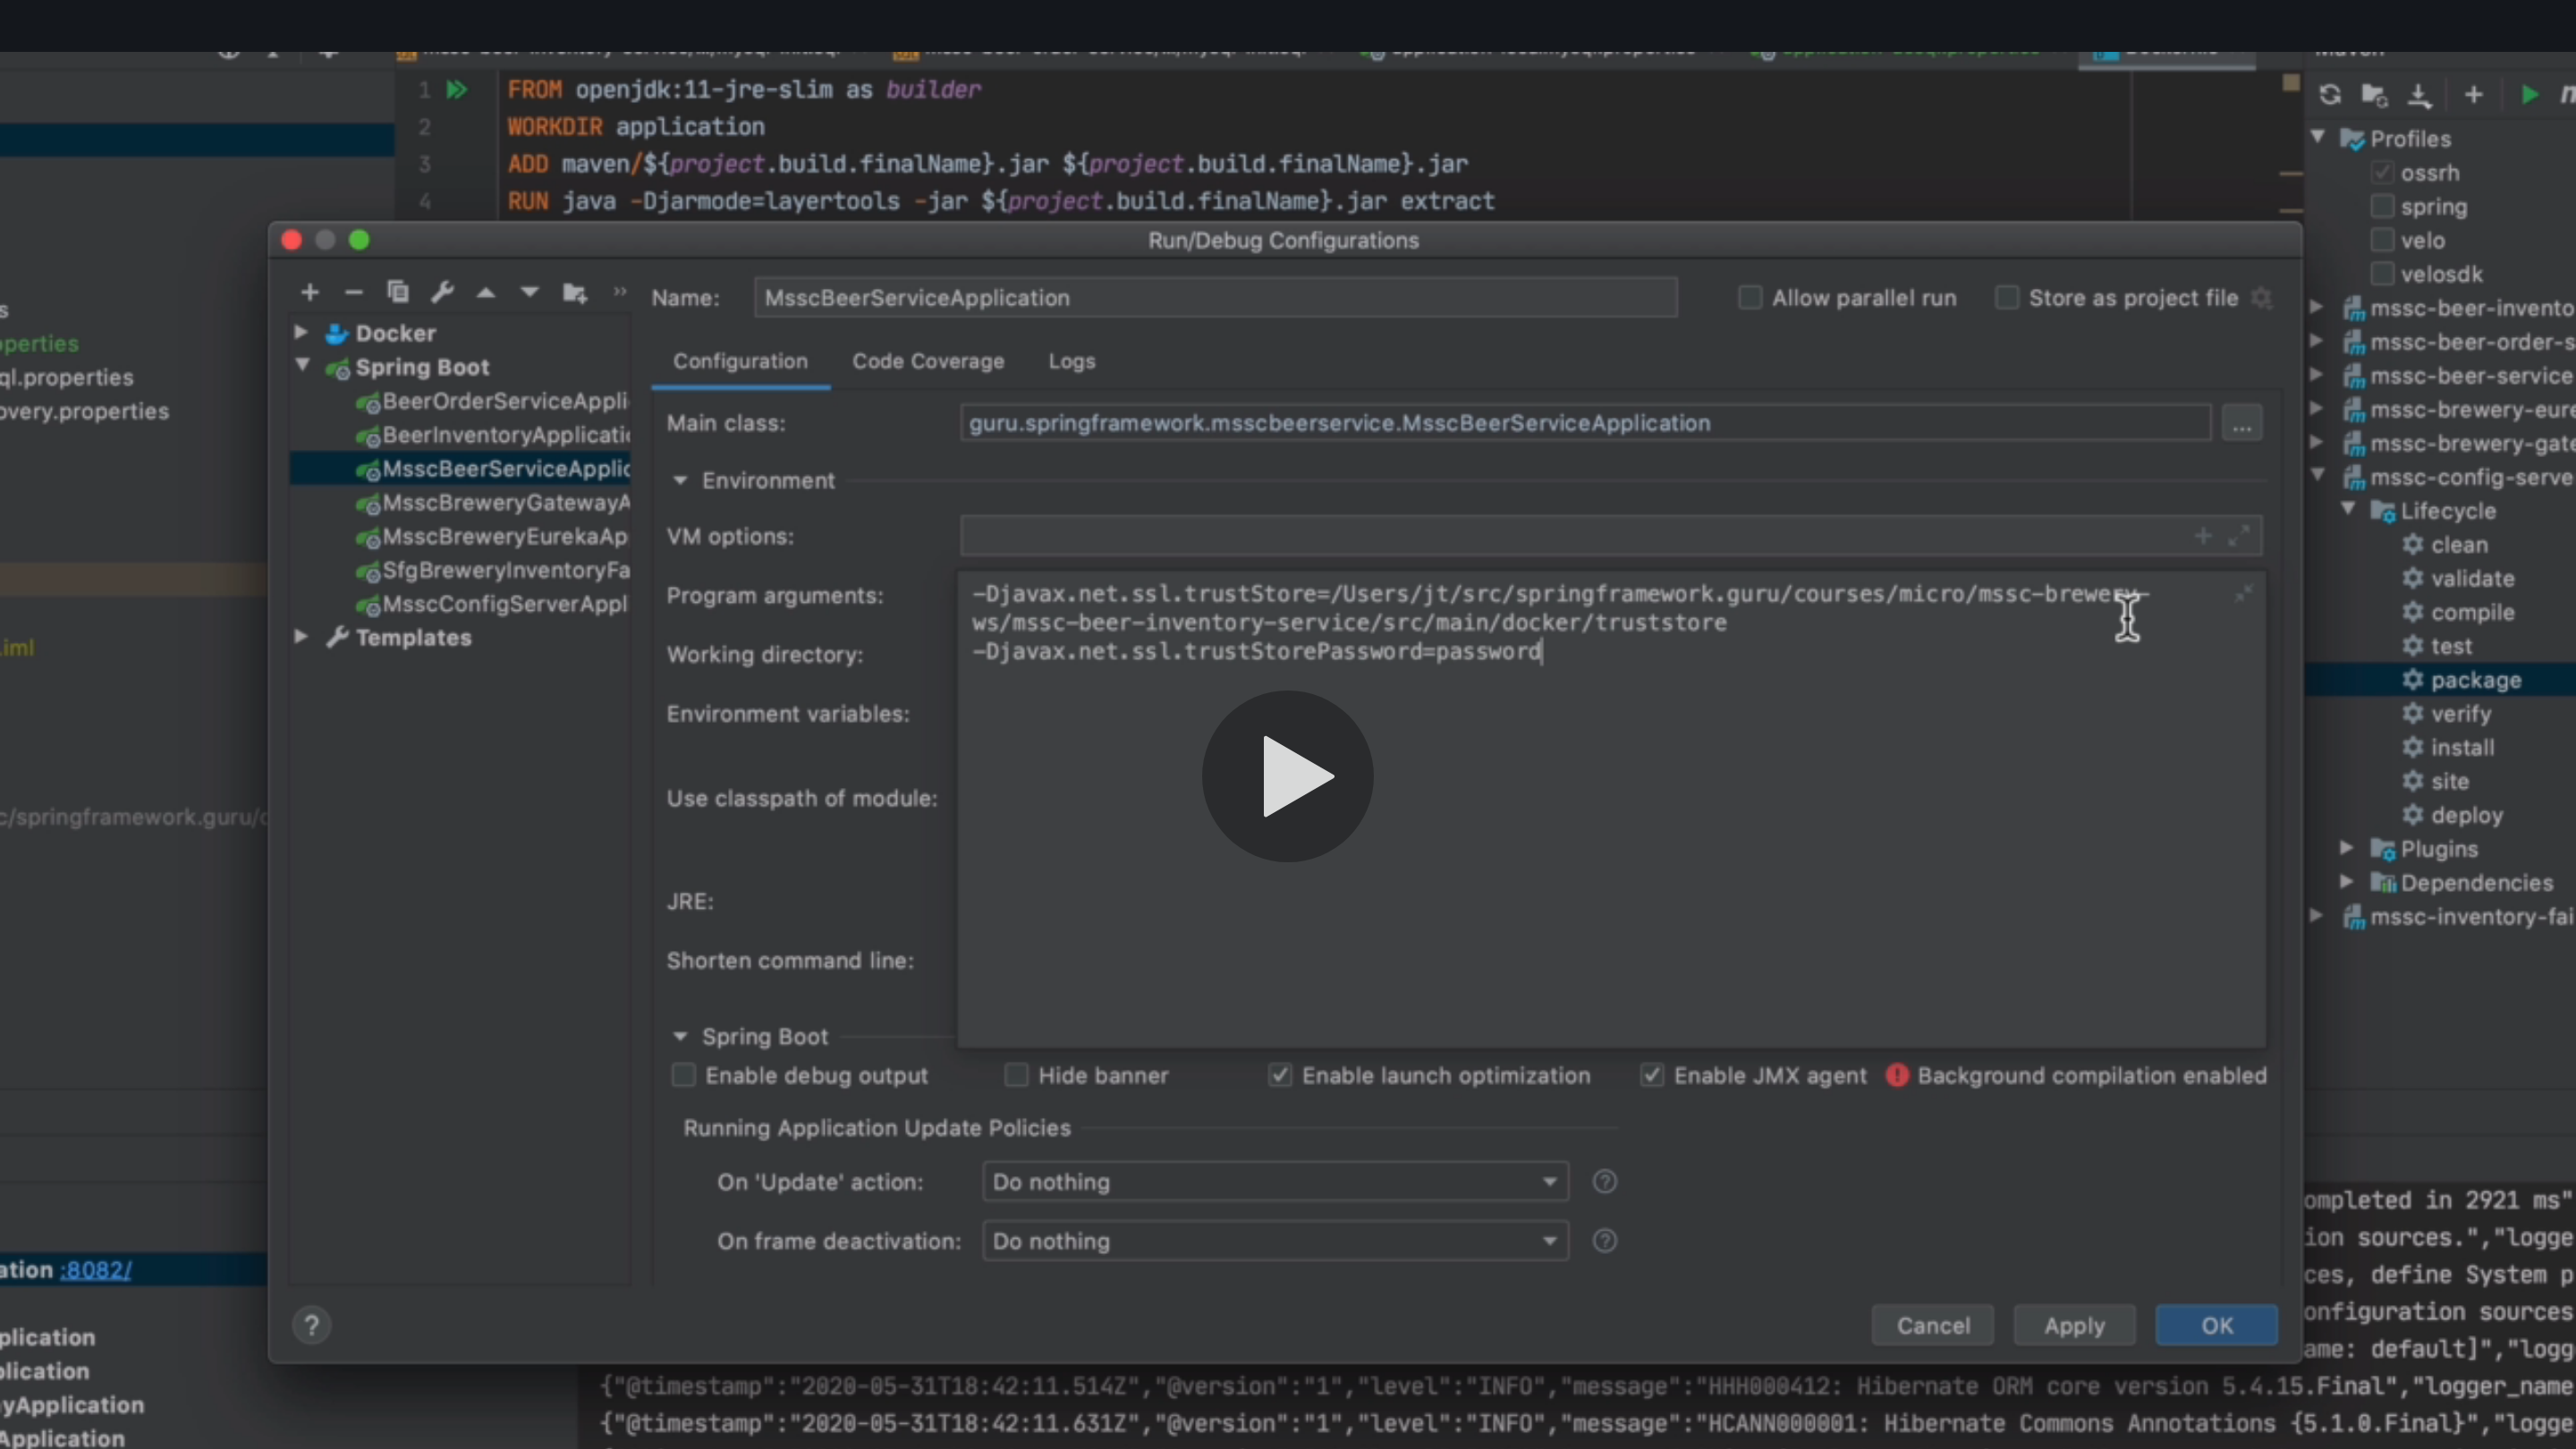 FROM openjdk:11-jre-slim as builder
WORKDIR application
ADD maven/${project.build.finalName}.jar ${project.build.finalName}.jar
RUN java -Djarmode=layertools -jar ${project.build.finalName}.jar extract
1
2
3
4
Profiles
ossrh
spring
velo
velosdk
mssc-beer-invento
mssc-beer-order-s
mssc-beer-service
mssc-brewery-eure
mssc-brewery-gate
mssc-config-serve
Lifecycle
clean
validate
compile
test
package
verify
install
site
deploy
Plugins
Dependencies
mssc-inventory-fai
s
perties
ql.properties
overy.properties
.iml
c/springframework.guru/c
ation :8082/
plication
olication
yApplication
Application
Run/Debug Configurations
Name: MsscBeerServiceApplication
Allow parallel run
Store as project file
Docker
Spring Boot
BeerOrderServiceAppli
BeerInventoryApplicati
MsscBeerServiceApplic
MsscBreweryGatewayA
MsscBreweryEurekaAp
SfgBreweryInventoryFa
MsscConfigServerAppl
Templates
Configuration
Code Coverage
Logs
Main class: guru.springframework.msscbeerservice.MsscBeerServiceApplication ...
Environment
VM options:
Program arguments:
-Djavax.net.ssl.trustStore=/Users/jt/src/springframework.guru/courses/micro/mssc-brewery-
ws/mssc-beer-inventory-service/src/main/docker/truststore
-Djavax.net.ssl.trustStorePassword=password
Working directory:
Environment variables:
Use classpath of module:
JRE:
Shorten command line:
Spring Boot
Enable debug output
Hide banner
Enable launch optimization
Enable JMX agent
Background compilation enabled
Running Application Update Policies
On 'Update' action: Do nothing
On frame deactivation: Do nothing
?
Cancel
Apply
OK
ompleted in 2921 ms"
ion sources.","logge
ces, define System p
onfiguration sources
ame: default]","logg
{"@timestamp":"2020-05-31T18:42:11.514Z","@version":"1","level":"INFO","message":"HHH000412: Hibernate ORM core version 5.4.15.Final","logger_name
{"@timestamp":"2020-05-31T18:42:11.631Z","@version":"1","level":"INFO","message":"HCANN000001: Hibernate Commons Annotations {5.1.0.Final}","logge